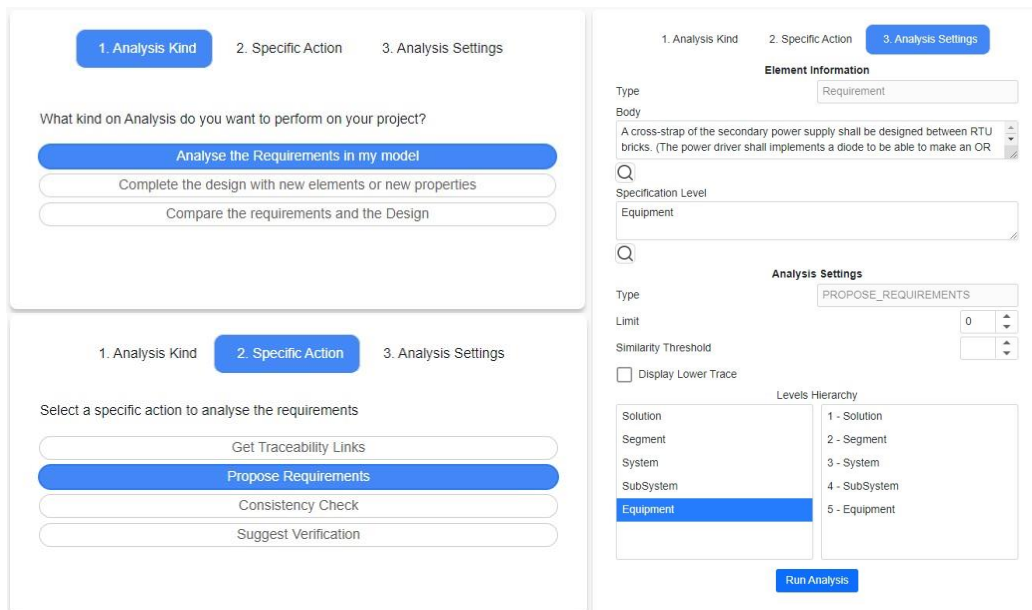 1. Analysis Kind 2. Specific Action 3. Analysis Settings
What kind on Analysis do you want to perform on your project?
Analyse the Requirements in my model
Complete the design with new elements or new properties
Compare the requirements and the Design
1. Analysis Kind 2. Specific Action 3. Analysis Settings
Select a specific action to analyse the requirements
Get Traceability Links
Propose Requirements
Consistency Check
Suggest Verification
1. Analysis Kind 2. Specific Action 3. Analysis Settings
Element Information
Type Requirement
Body
A cross-strap of the secondary power supply shall be designed between RTU
bricks. (The power driver shall implements a diode to be able to make an OR
Specification Level
Equipment
Analysis Settings
Type PROPOSE_REQUIREMENTS
Limit 0
Similarity Threshold
Display Lower Trace
Levels Hierarchy
Solution 1 - Solution
Segment 2 - Segment
System 3 - System
SubSystem 4 - SubSystem
Equipment 5 - Equipment
Run Analysis